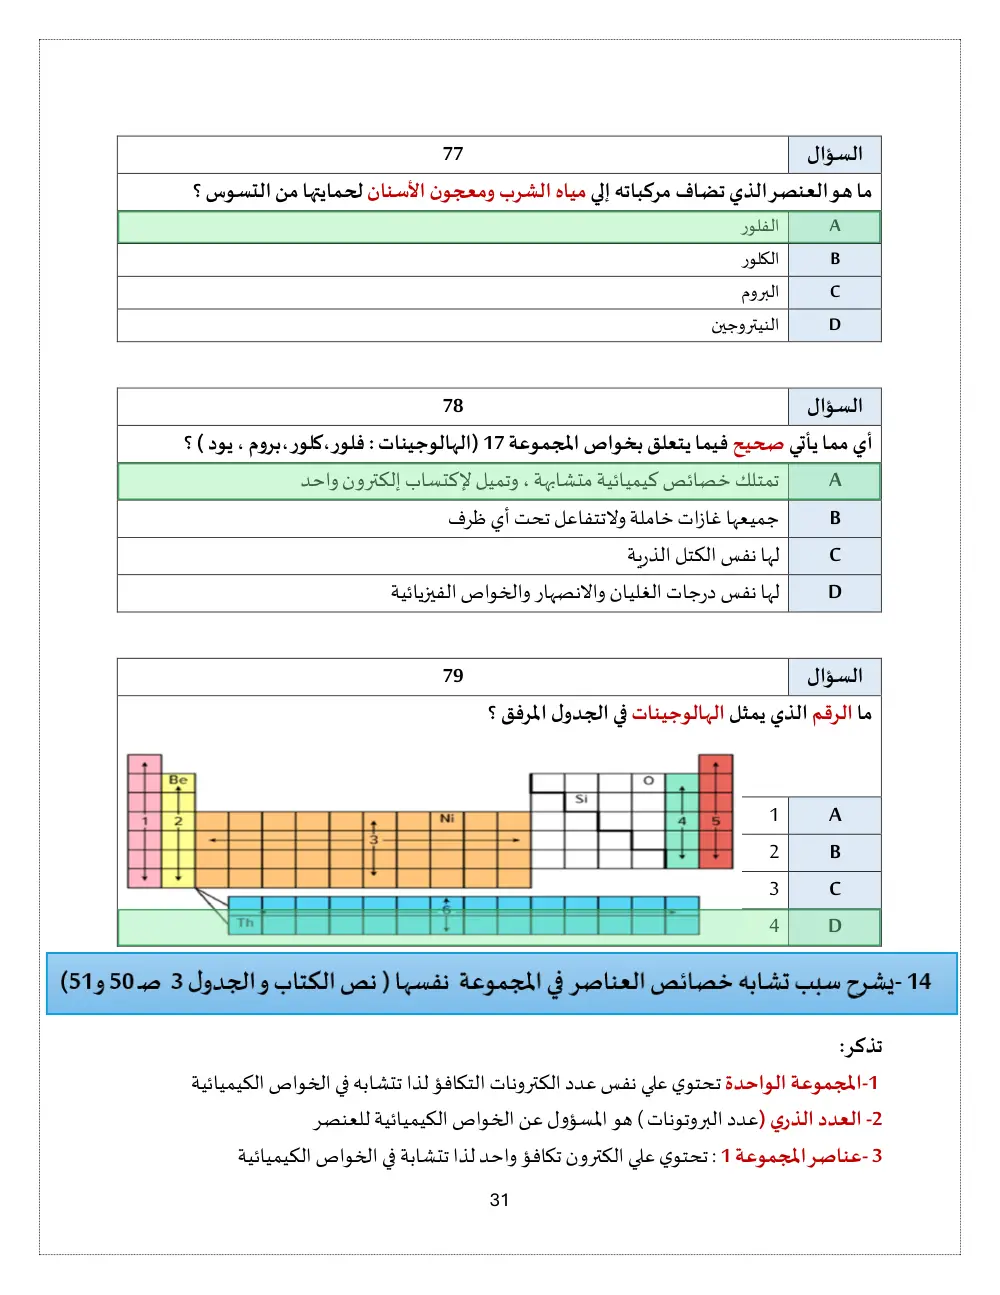 السؤال 77
ما هو العنصر الذي تضاف مركباته إلي مياه الشرب ومعجون الأسنان لحمايتها من التسوس ؟
A الفلور
B الكلور
C البروم
D النيتروجين
السؤال 78
أي مما يأتي صحيح فيما يتعلق بخواص المجموعة 17 (الهالوجينات : فلور،كلور،بروم ، يود ) ؟
A تمتلك خصائص كيميائية متشابهة ، وتميل لإكتساب إلكترون واحد
B جميعها غازات خاملة ولاتتفاعل تحت أي ظرف
C لها نفس الكتل الذرية
D لها نفس درجات الغليان والانصهار والخواص الفيزيائية
السؤال 79
ما الرقم الذي يمثل الهالوجينات في الجدول المرفق ؟
Be O
Si
1 2 Ni 4 5
3
6
Th
A 1
B 2
C 3
D 4
14 -يشرح سبب تشابه خصائص العناصر في المجموعة نفسها ( نص الكتاب و الجدول 3 صـ 50 و51)
تذكر:
1-المجموعة الواحدة تحتوي علي نفس عدد الكترونات التكافؤ لذا تتشابه في الخواص الكيميائية
2- العدد الذري (عدد البروتونات ) هو المسؤول عن الخواص الكيميائية للعنصر
3 -عناصر المجموعة 1 : تحتوي علي الكترون تكافؤ واحد لذا تتشابة في الخواص الكيميائية
31